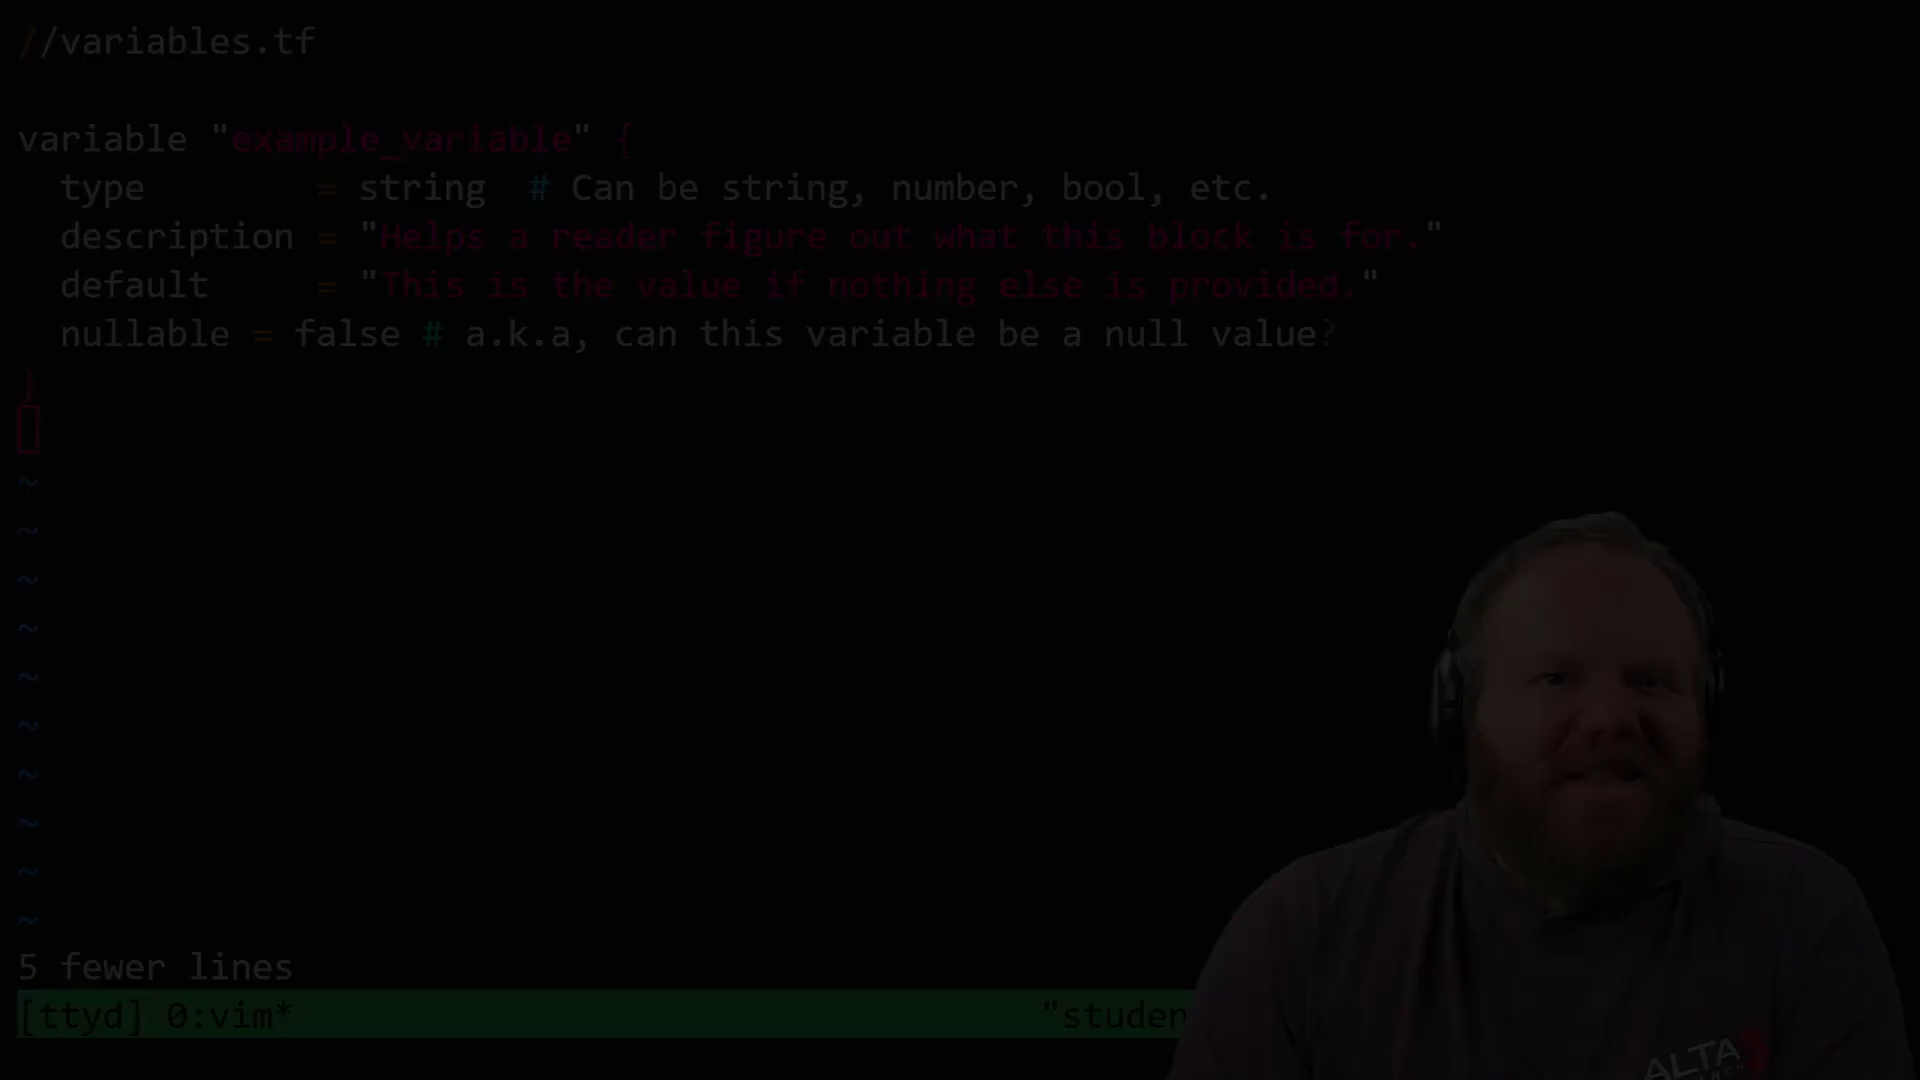 //variables.tf
variable "example_variable" {
  type        = string  # Can be string, number, bool, etc.
  description = "Helps a reader figure out what this block is for."
  default     = "This is the value if nothing else is provided."
  nullable = false # a.k.a, can this variable be a null value?
}
~
~
~
~
~
~
~
~
~
~
5 fewer lines
[ttyd] 0:vim* "studen
ALTA3